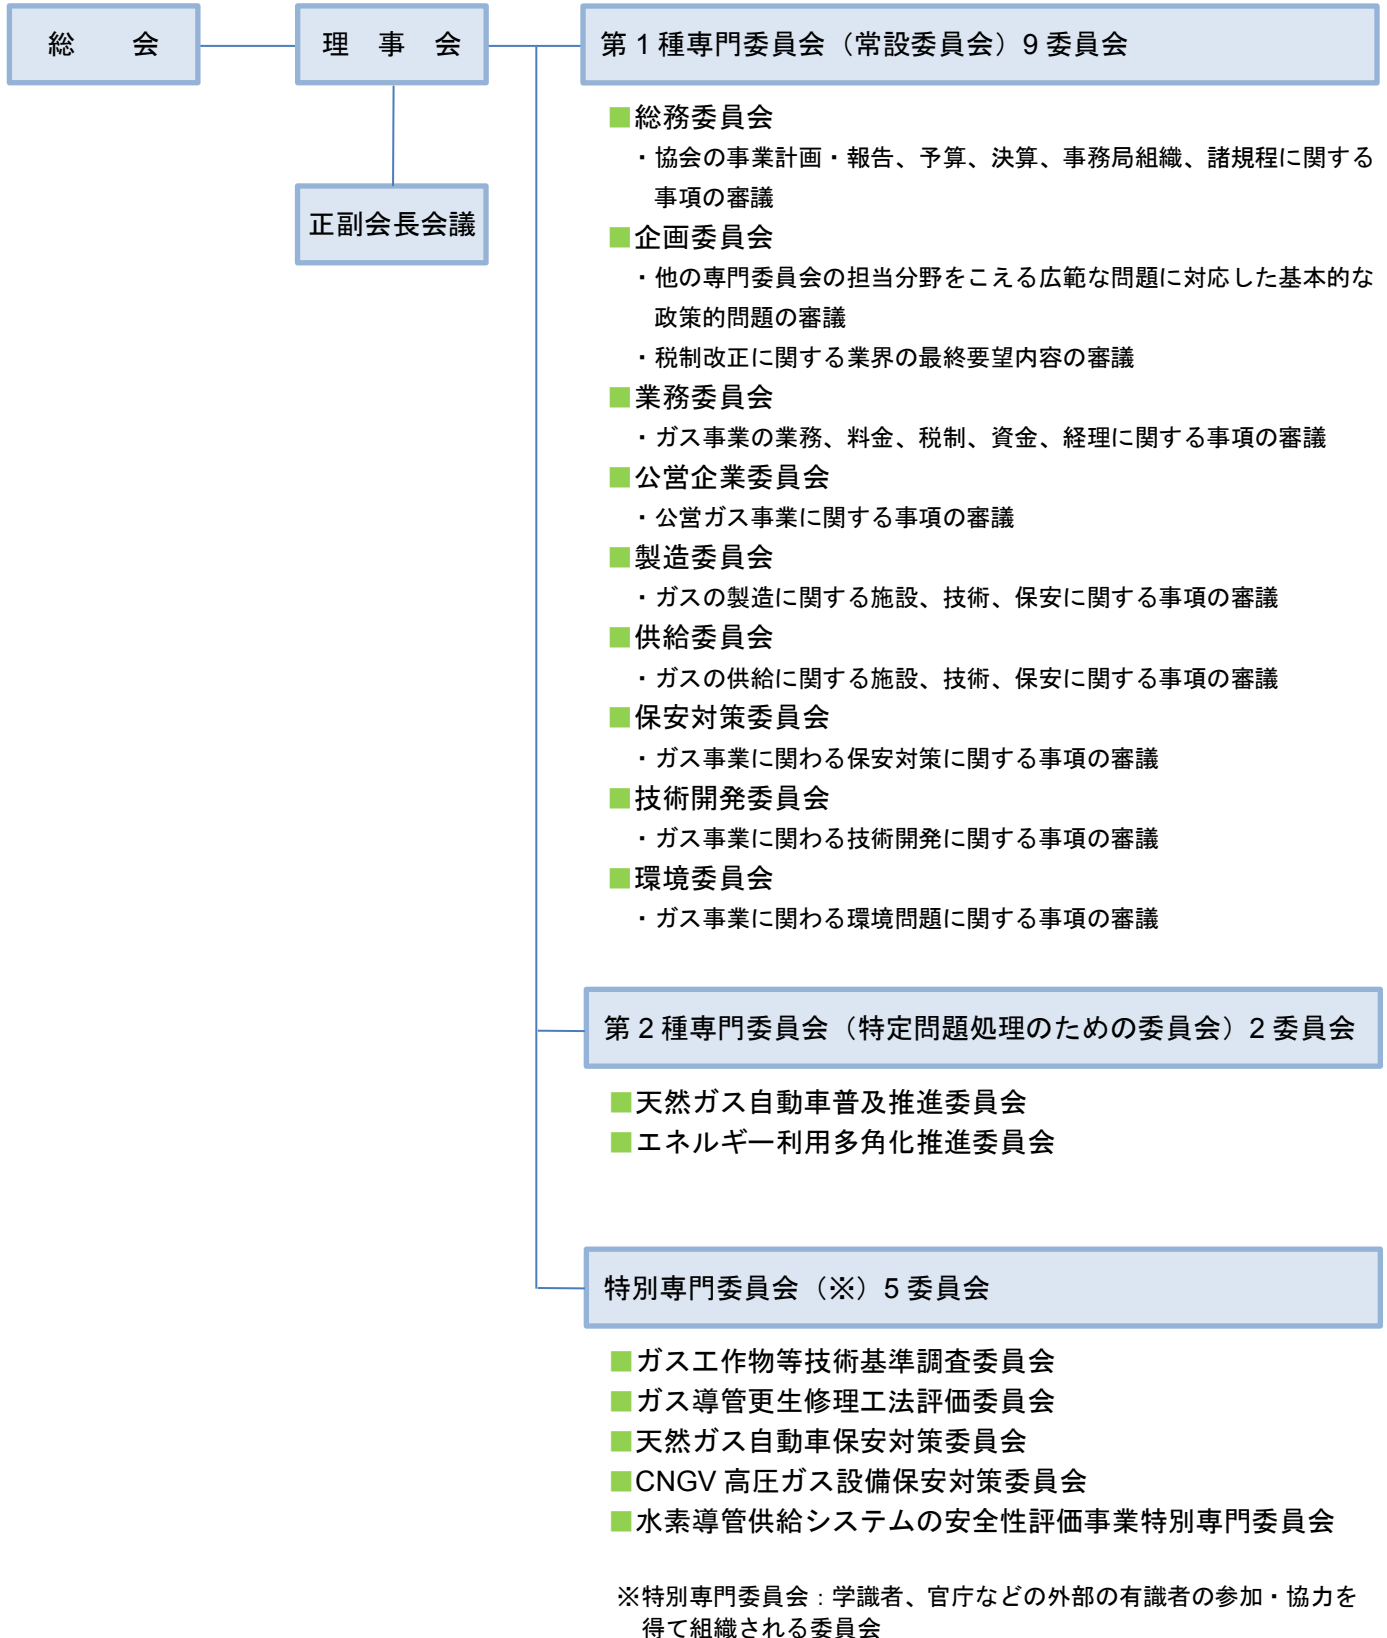 総　会
理　事　会
第1種専門委員会（常設委員会）9委員会
正副会長会議
■総務委員会
・協会の事業計画・報告、予算、決算、事務局組織、諸規程に関する
事項の審議
■企画委員会
・他の専門委員会の担当分野をこえる広範な問題に対応した基本的な
政策的問題の審議
・税制改正に関する業界の最終要望内容の審議
■業務委員会
・ガス事業の業務、料金、税制、資金、経理に関する事項の審議
■公営企業委員会
・公営ガス事業に関する事項の審議
■製造委員会
・ガスの製造に関する施設、技術、保安に関する事項の審議
■供給委員会
・ガスの供給に関する施設、技術、保安に関する事項の審議
■保安対策委員会
・ガス事業に関わる保安対策に関する事項の審議
■技術開発委員会
・ガス事業に関わる技術開発に関する事項の審議
■環境委員会
・ガス事業に関わる環境問題に関する事項の審議
第2種専門委員会（特定問題処理のための委員会）2委員会
■天然ガス自動車普及推進委員会
■エネルギー利用多角化推進委員会
特別専門委員会（※）5委員会
■ガス工作物等技術基準調査委員会
■ガス導管更生修理工法評価委員会
■天然ガス自動車保安対策委員会
■CNGV高圧ガス設備保安対策委員会
■水素導管供給システムの安全性評価事業特別専門委員会
※特別専門委員会：学識者、官庁などの外部の有識者の参加・協力を
得て組織される委員会